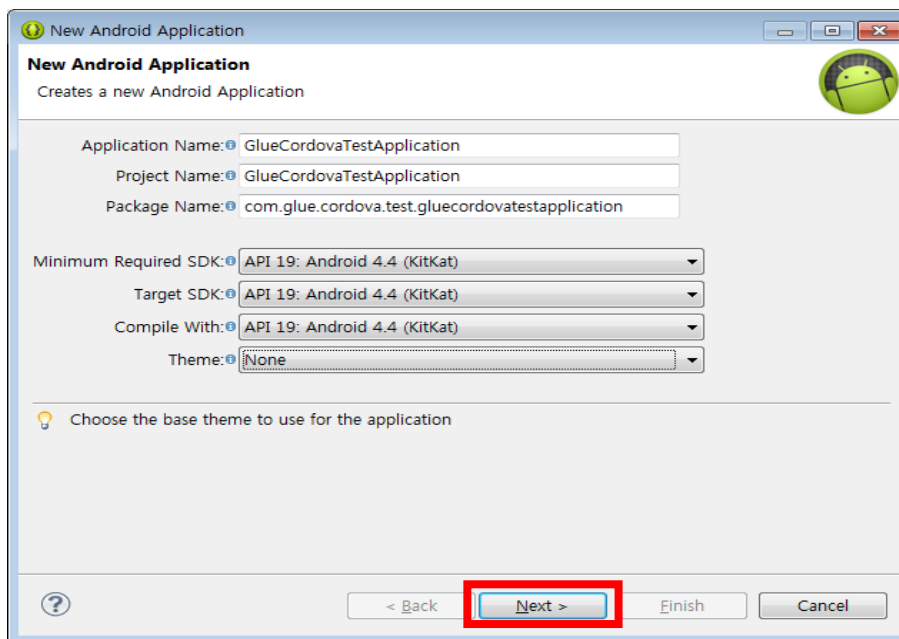 New Android Application
New Android Application
Creates a new Android Application
Application Name: GlueCordovaTestApplication
Project Name: GlueCordovaTestApplication
Package Name: com.glue.cordova.test.gluecordovatestapplication
Minimum Required SDK: API 19: Android 4.4 (KitKat)
Target SDK: API 19: Android 4.4 (KitKat)
Compile With: API 19: Android 4.4 (KitKat)
Theme: None
Choose the base theme to use for the application
? < Back Next > Finish Cancel